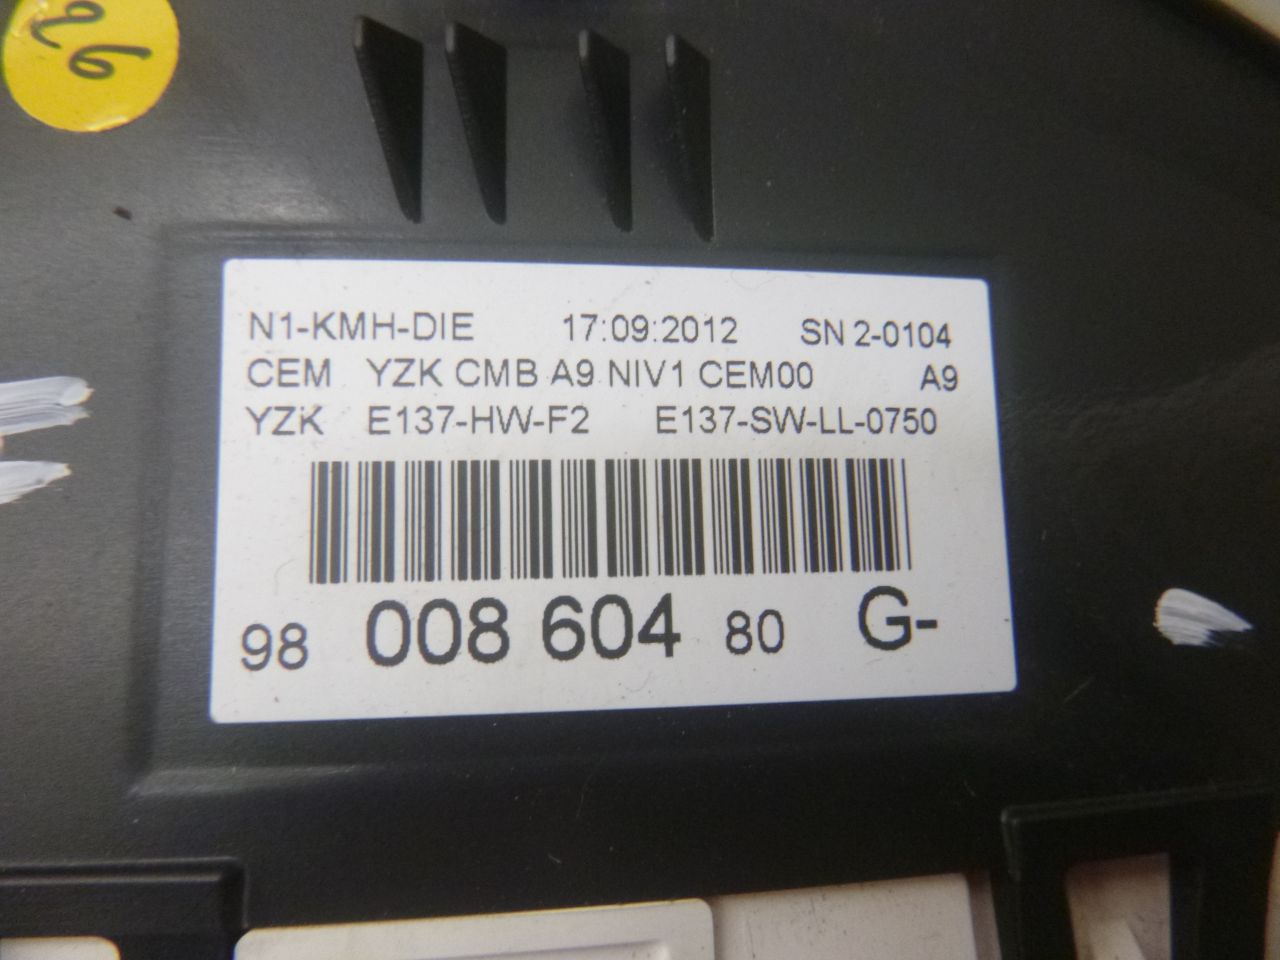 26
N1-KMH-DIE 17:09:2012 SN 2-0104
CEM YZK CMB A9 NIV1 CEM00 A9
YZK E137-HW-F2 E137-SW-LL-0750
98 008 604 80 G-